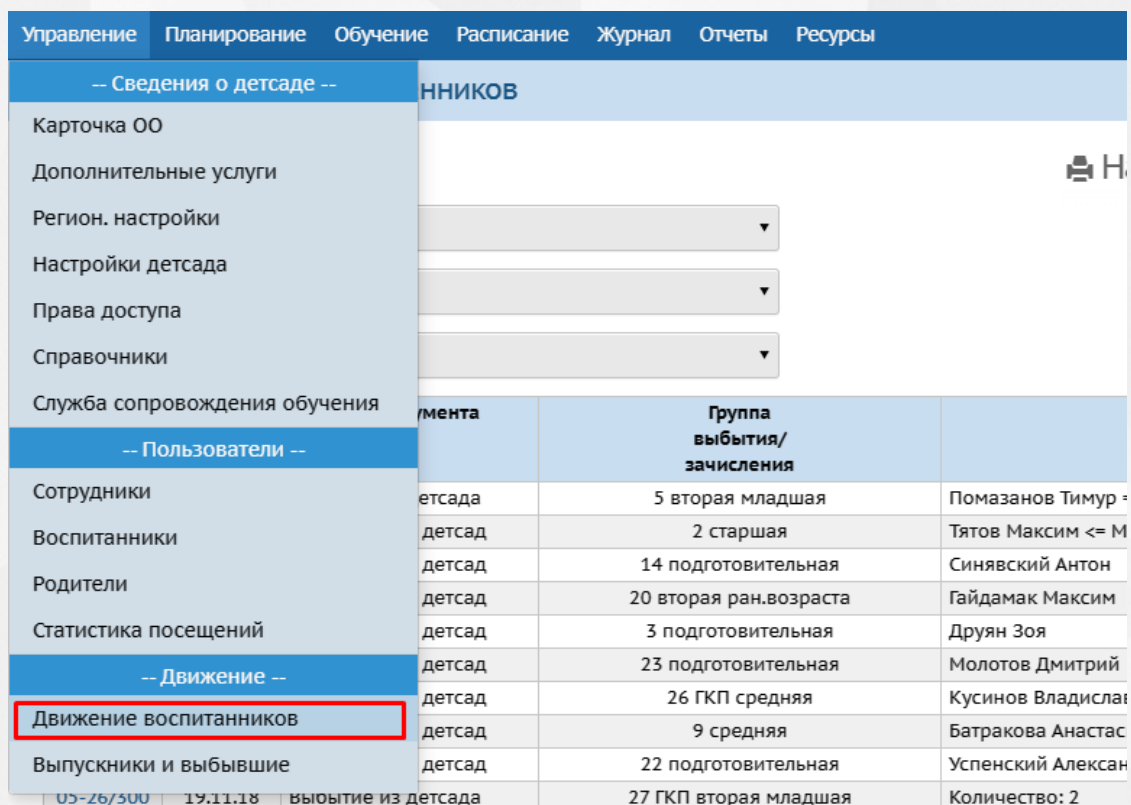 Управление Планирование Обучение Расписание Журнал Отчеты Ресурсы
-- Сведения о детсаде --
нников
Карточка ОО
На
Дополнительные услуги
Регион. настройки
Настройки детсада
Права доступа
Справочники
Служба сопровождения обучения
умента
Группа
выбытия/
зачисления
-- Пользователи --
Сотрудники
етсада 5 вторая младшая Помазанов Тимур =
Воспитанники
детсад 2 старшая Тятов Максим <= М
детсад 14 подготовительная Синявский Антон
Родители
детсад 20 вторая ран.возраста Гайдамак Максим
Статистика посещений
детсад 3 подготовительная Друян Зоя
-- Движение --
детсад 23 подготовительная Молотов Дмитрий
детсад 26 ГКП средняя Кусинов Владислав
Движение воспитанников
детсад 9 средняя Батракова Анастас
Выпускники и выбывшие
детсад 22 подготовительная Успенский Алексан
05-26/300 19.11.18 Выбытие из детсада 27 ГКП вторая младшая Количество: 2